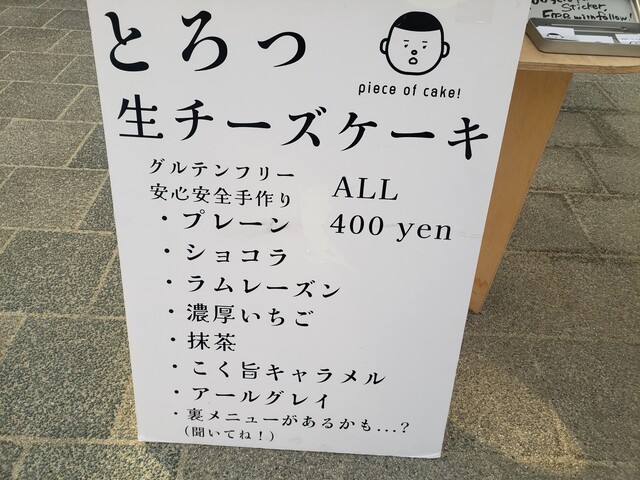 とろっ
piece of cake!
生チーズケーキ
グルテンフリー
安心安全手作り
ALL
400 yen
・プレーン
・ショコラ
・ラムレーズン
・濃厚いちご
・抹茶
・こく旨キャラメル
・アールグレイ
・裏メニューがあるかも...?
（聞いてね！）
Sticker,